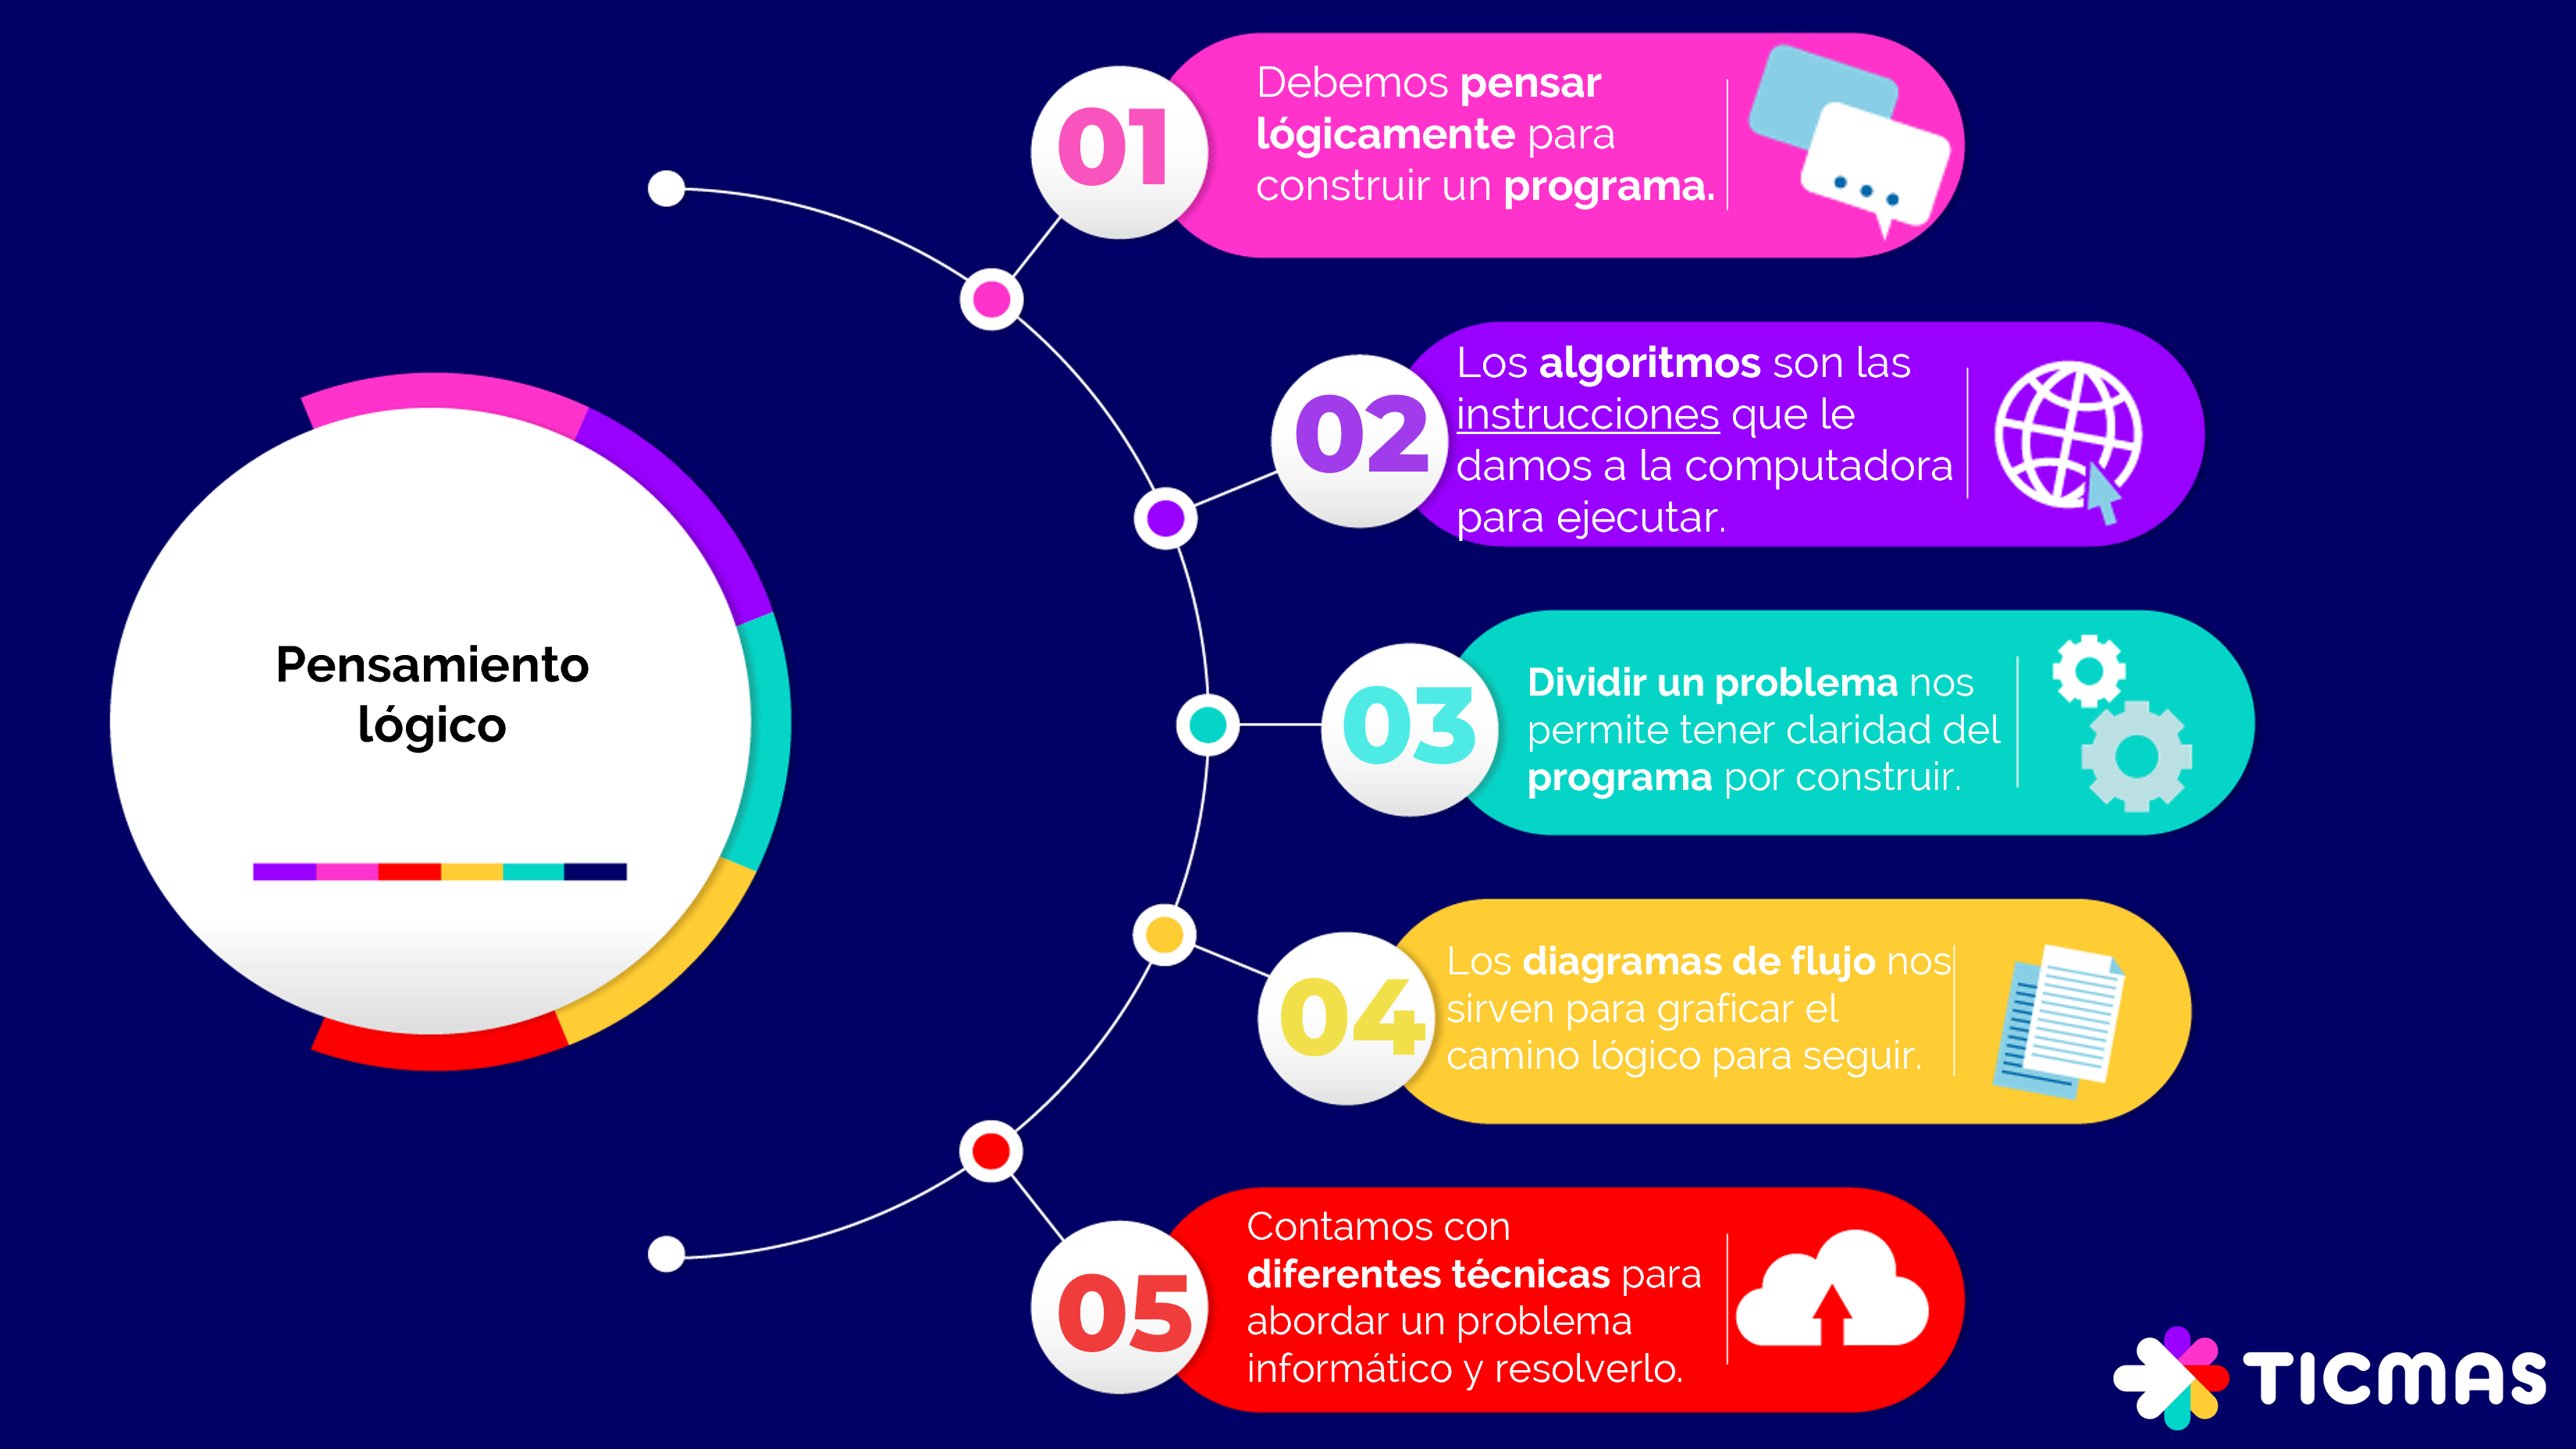 Pensamiento
lógico
01
Debemos pensar
lógicamente para
construir un programa.
02
Los algoritmos son las
instrucciones que le
damos a la computadora
para ejecutar.
03
Dividir un problema nos
permite tener claridad del
programa por construir.
04
Los diagramas de flujo nos
sirven para graficar el
camino lógico para seguir.
05
Contamos con
diferentes técnicas para
abordar un problema
informático y resolverlo.
TICMAS